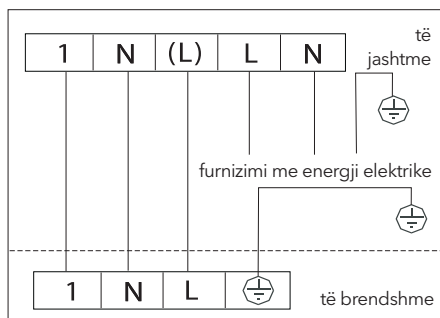 1 N (L) L N
të
jashtme
furnizimi me energji elektrike
1 N L
të brendshme